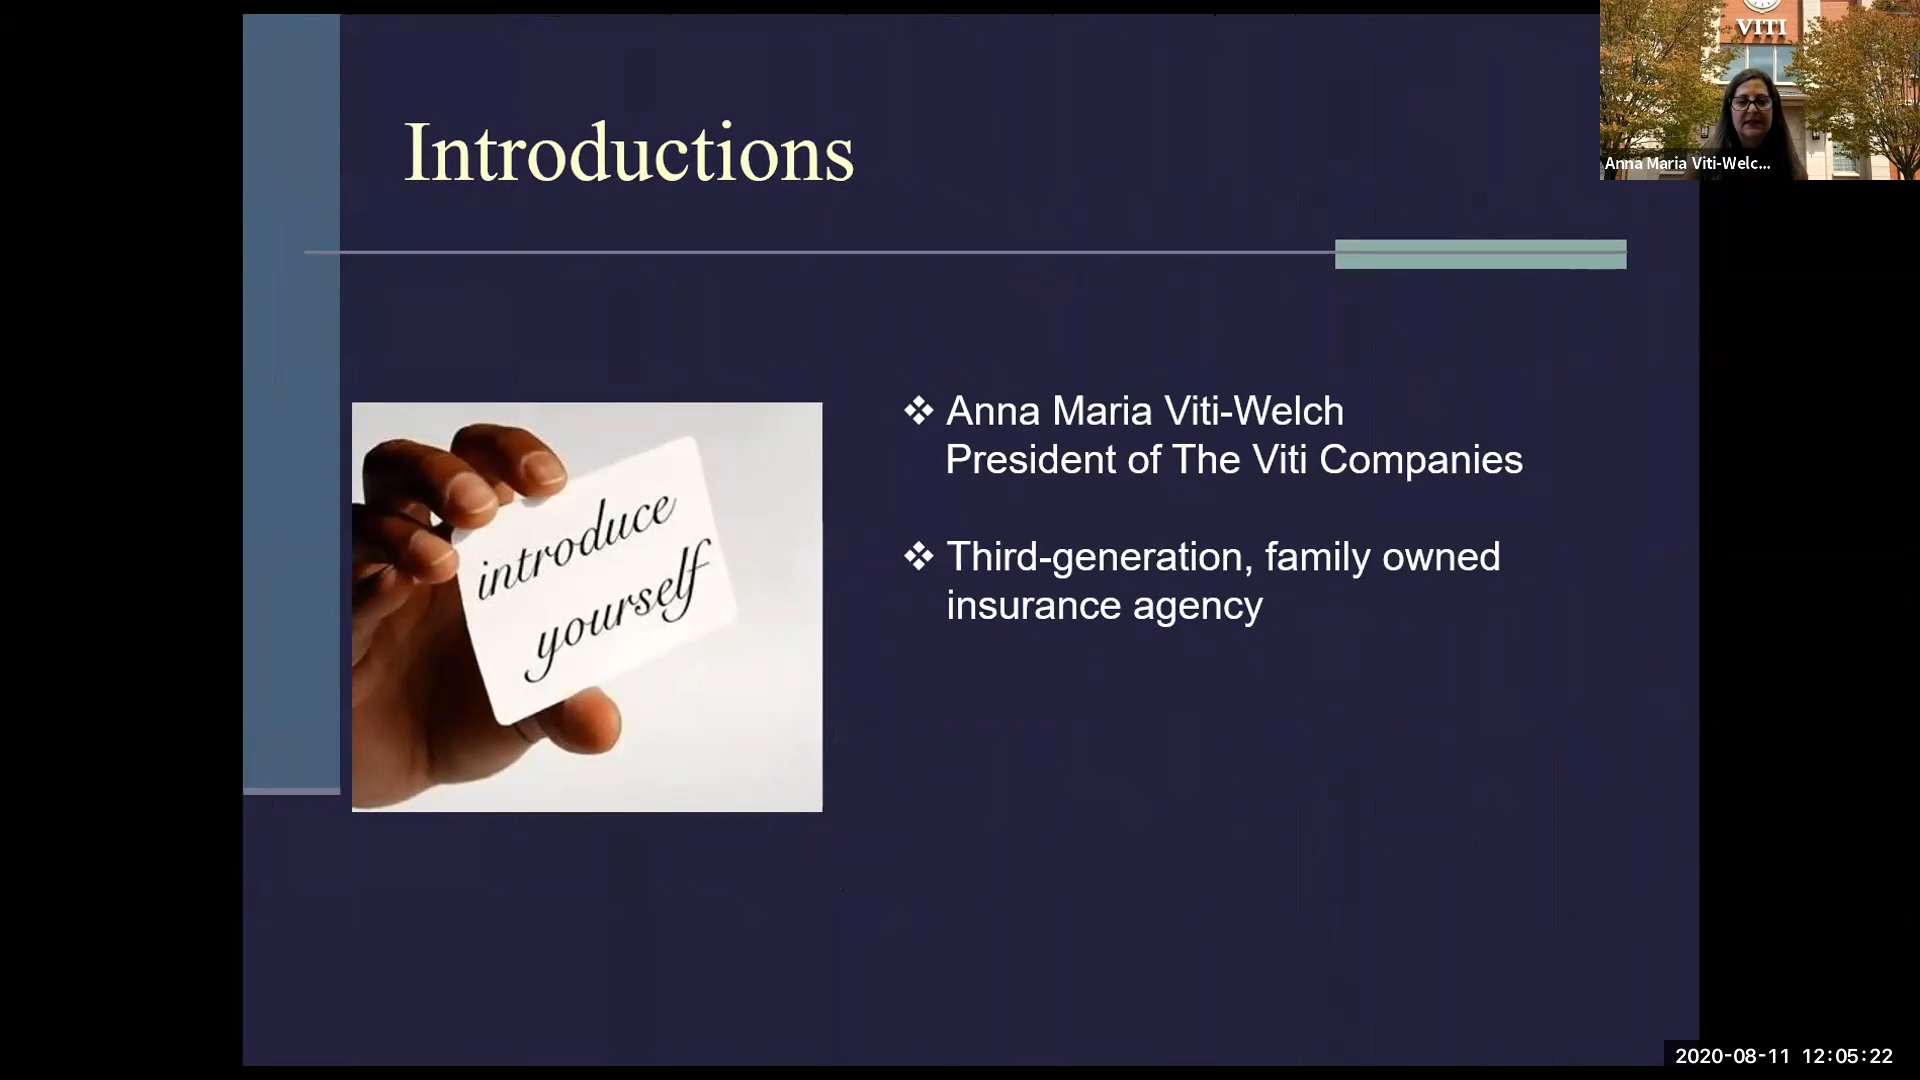 VITI
Anna Maria Viti-Welc...
Introductions
introduce
yourself
❖ Anna Maria Viti-Welch
President of The Viti Companies
❖ Third-generation, family owned
insurance agency
2020-08-11 12:05:22